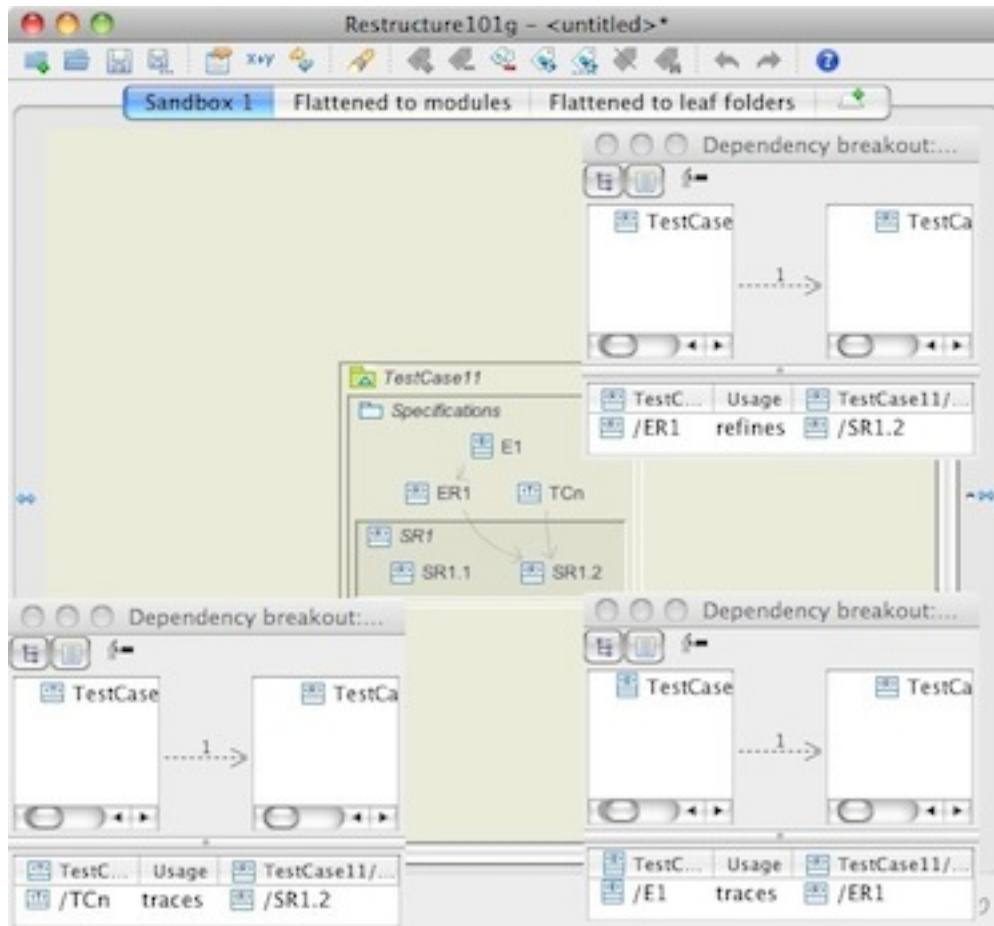 Restructure101g – <untitled>*
x+y
Sandbox 1 Flattened to modules Flattened to leaf folders
Dependency breakout:...
TestCase TestCa
1
TestC... Usage TestCase11/...
/ER1 refines /SR1.2
TestCase11
Specifications
E1
ER1 TCn
SR1
SR1.1 SR1.2
Dependency breakout:...
TestCase TestCa
1
TestC... Usage TestCase11/...
/TCn traces /SR1.2
Dependency breakout:...
TestCase TestCa
1
TestC... Usage TestCase11/...
/E1 traces /ER1